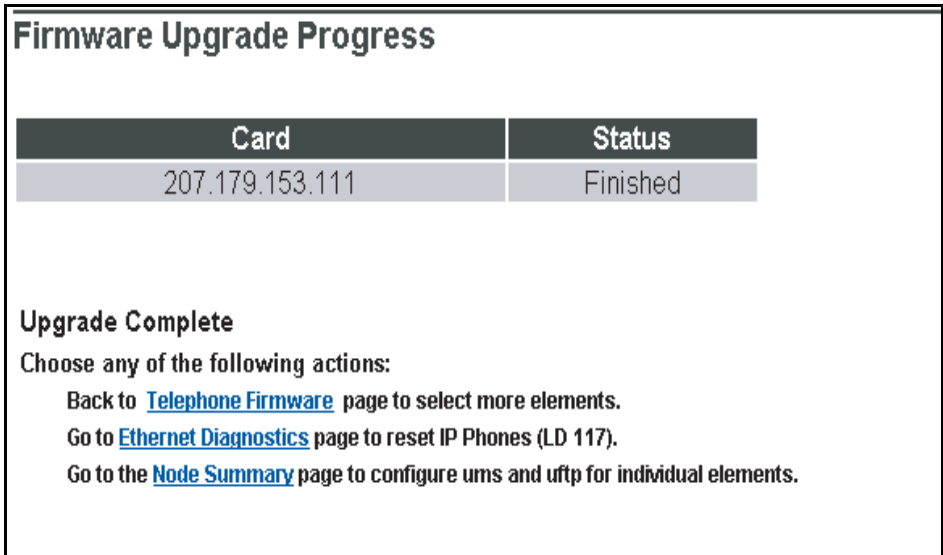 Firmware Upgrade Progress
Card Status
207.179.153.111 Finished
Upgrade Complete
Choose any of the following actions:
Back to Telephone Firmware page to select more elements.
Go to Ethernet Diagnostics page to reset IP Phones (LD 117).
Go to the Node Summary page to configure ums and uftp for individual elements.